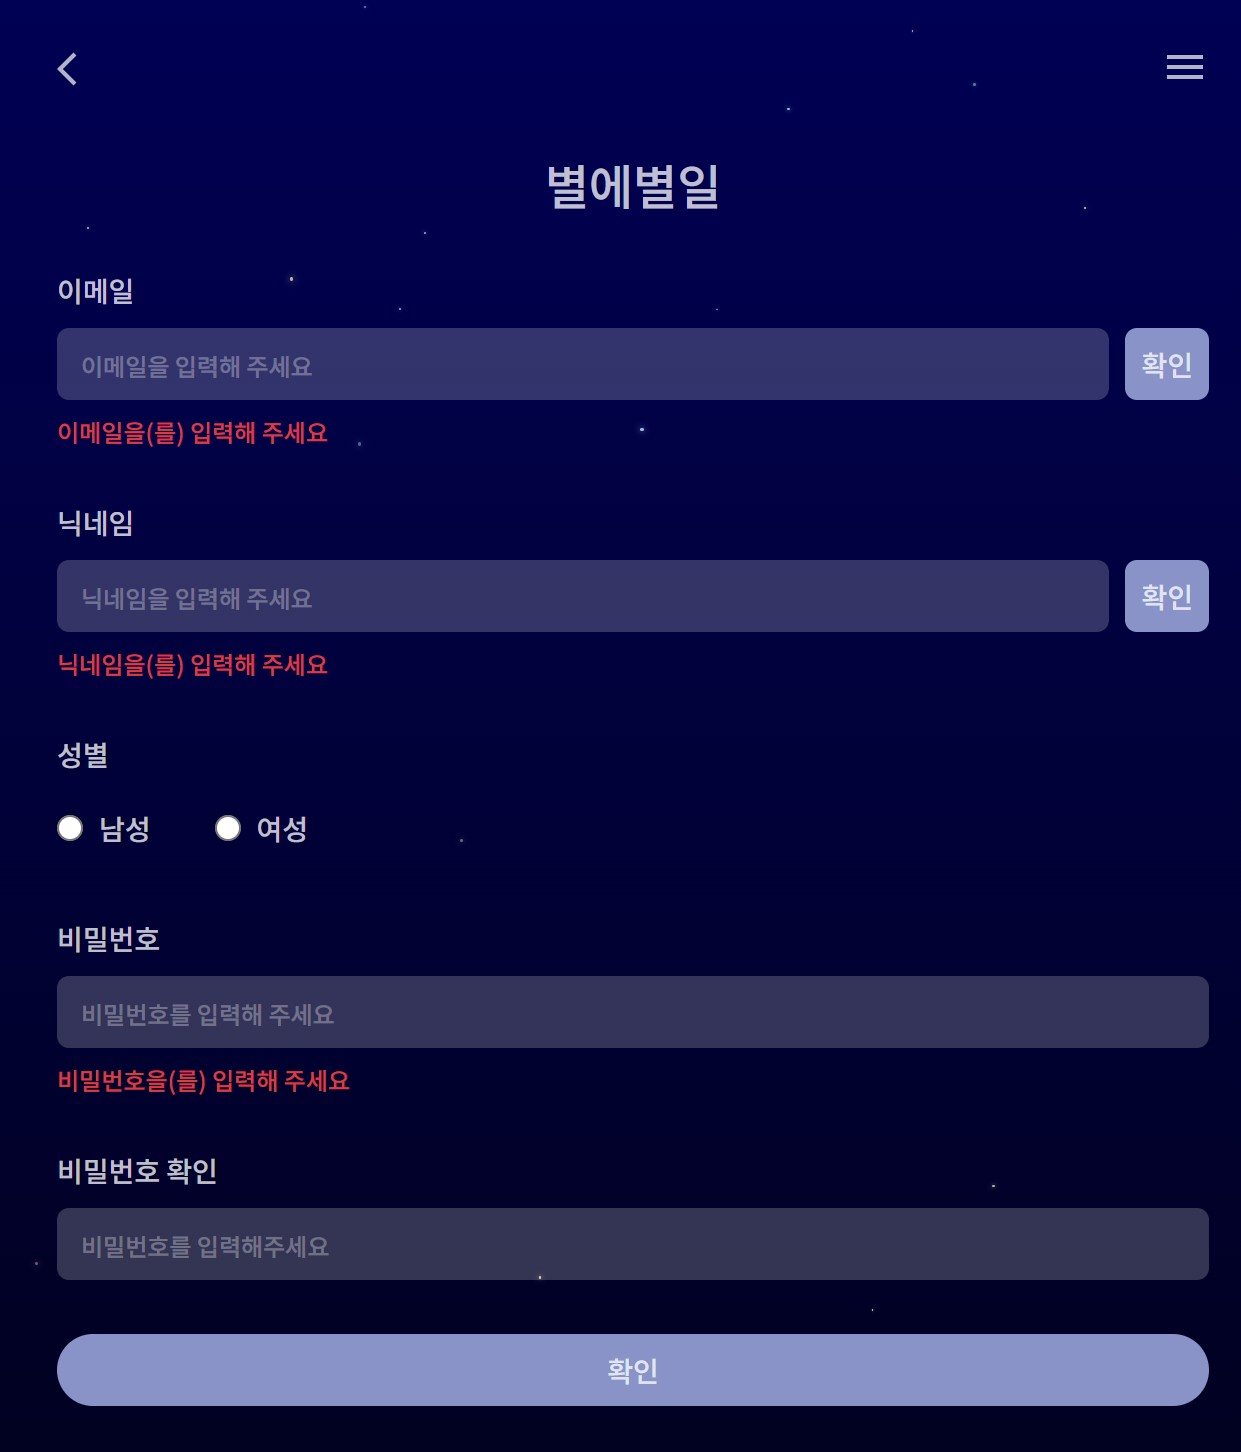 별에별일
이메일
이메일을 입력해 주세요
확인
이메일을(를) 입력해 주세요
닉네임
닉네임을 입력해 주세요
확인
닉네임을(를) 입력해 주세요
성별
남성
여성
비밀번호
비밀번호를 입력해 주세요
비밀번호을(를) 입력해 주세요
비밀번호 확인
비밀번호를 입력해주세요
확인